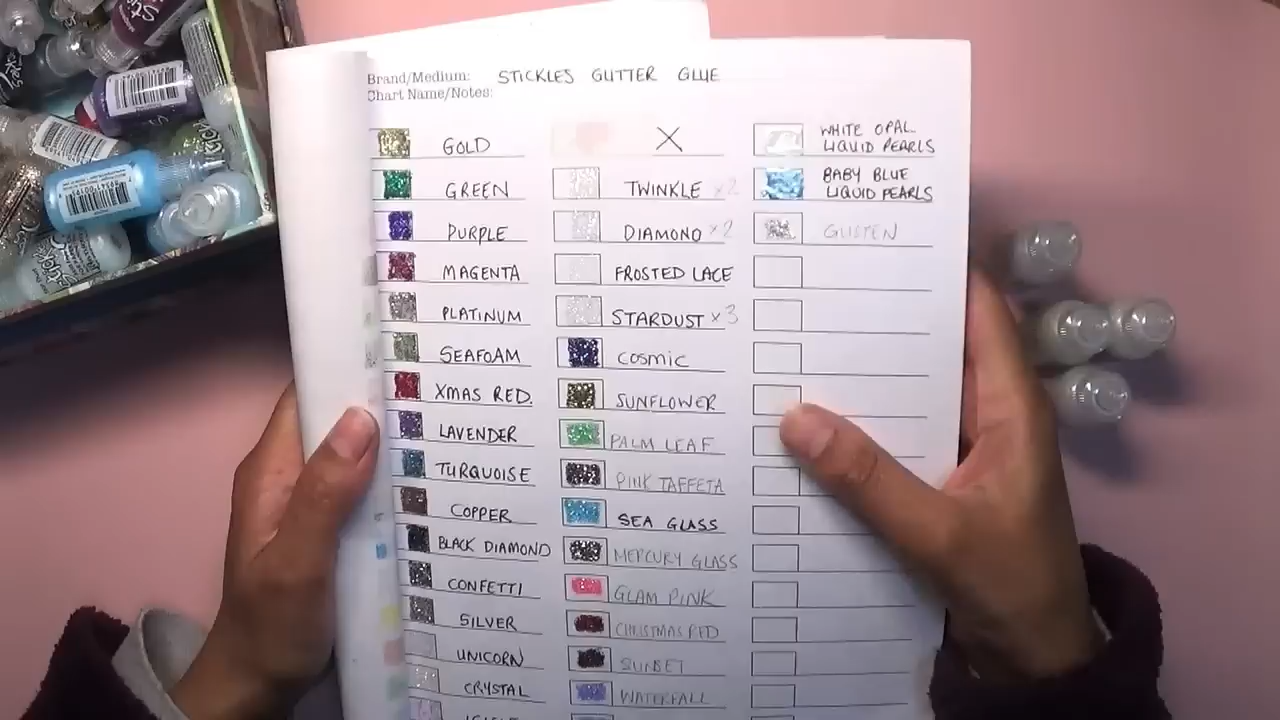 Brand/Medium: STICKLES GLITTER GLUE
Chart Name/Notes:
GOLD
GREEN
PURPLE
MAGENTA
PLATINUM
SEAFOAM
XMAS RED.
LAVENDER
TURQUOISE
COPPER
BLACK DIAMOND
CONFETTI
SILVER
UNICORN
CRYSTAL
X
TWINKLE x2
DIAMOND x2
FROSTED LACE
STARDUST x3
COSMIC
SUNFLOWER
PALM LEAF
PINK TAFFETA
SEA GLASS
MERCURY GLASS
GLAM PINK
CHRISTMAS RED
SUNSET
WATERFALL
WHITE OPAL
LIQUID PEARLS
BABY BLUE
LIQUID PEARLS
GLISTEN